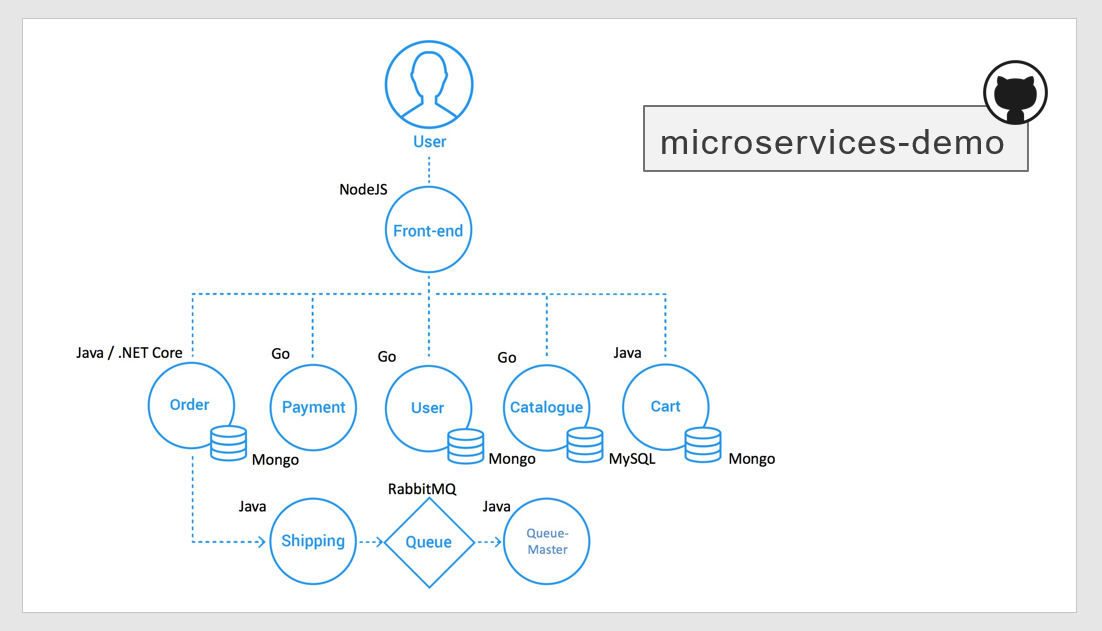 microservices-demo
User
NodeJS
Front-end
Java / .NET Core
Go
Go
Go
Java
Order
Payment
User
Catalogue
Cart
Mongo
Mongo
MySQL
Mongo
RabbitMQ
Java
Java
Shipping
Queue
Queue-
Master